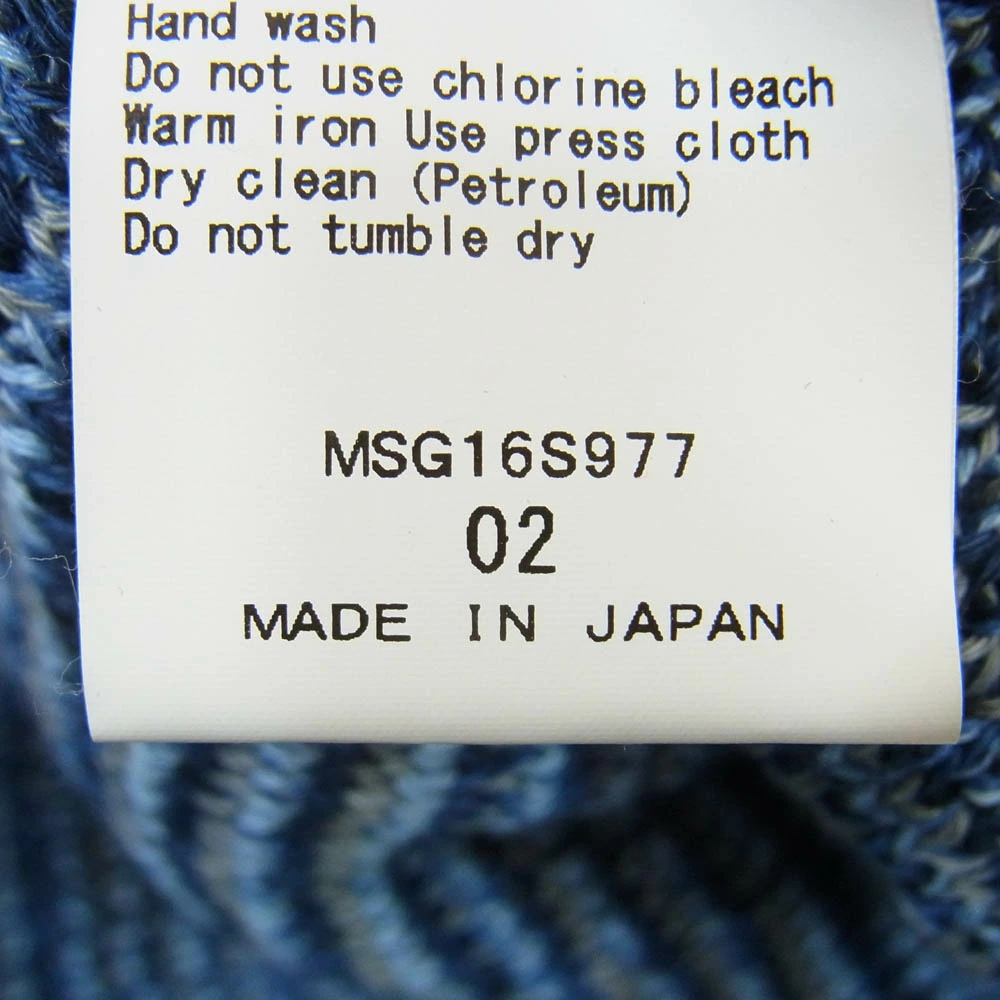 Hand wash
Do not use chlorine bleach
Warm iron Use press cloth
Dry clean (Petroleum)
Do not tumble dry
MSG16S977
02
MADE IN JAPAN